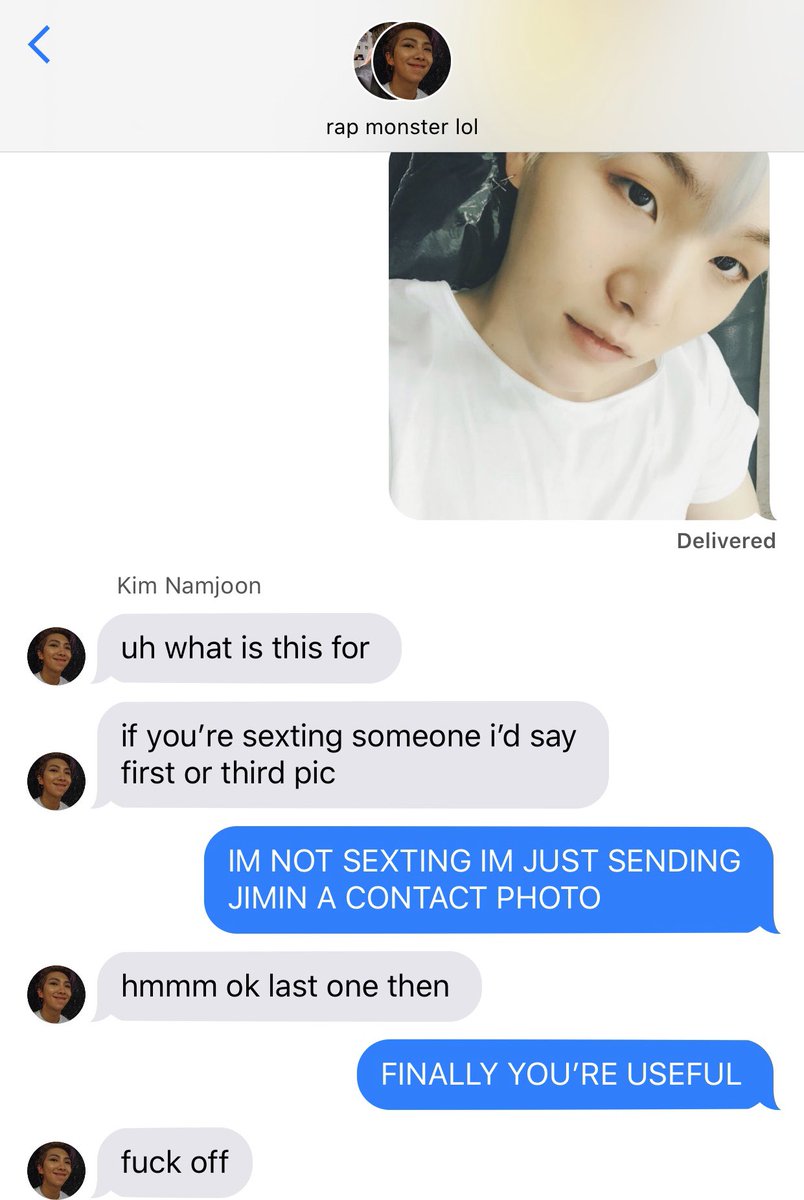 rap monster lol
Delivered
Kim Namjoon
uh what is this for
if you’re sexting someone i’d say
first or third pic
IM NOT SEXTING IM JUST SENDING
JIMIN A CONTACT PHOTO
hmmm ok last one then
FINALLY YOU’RE USEFUL
fuck off